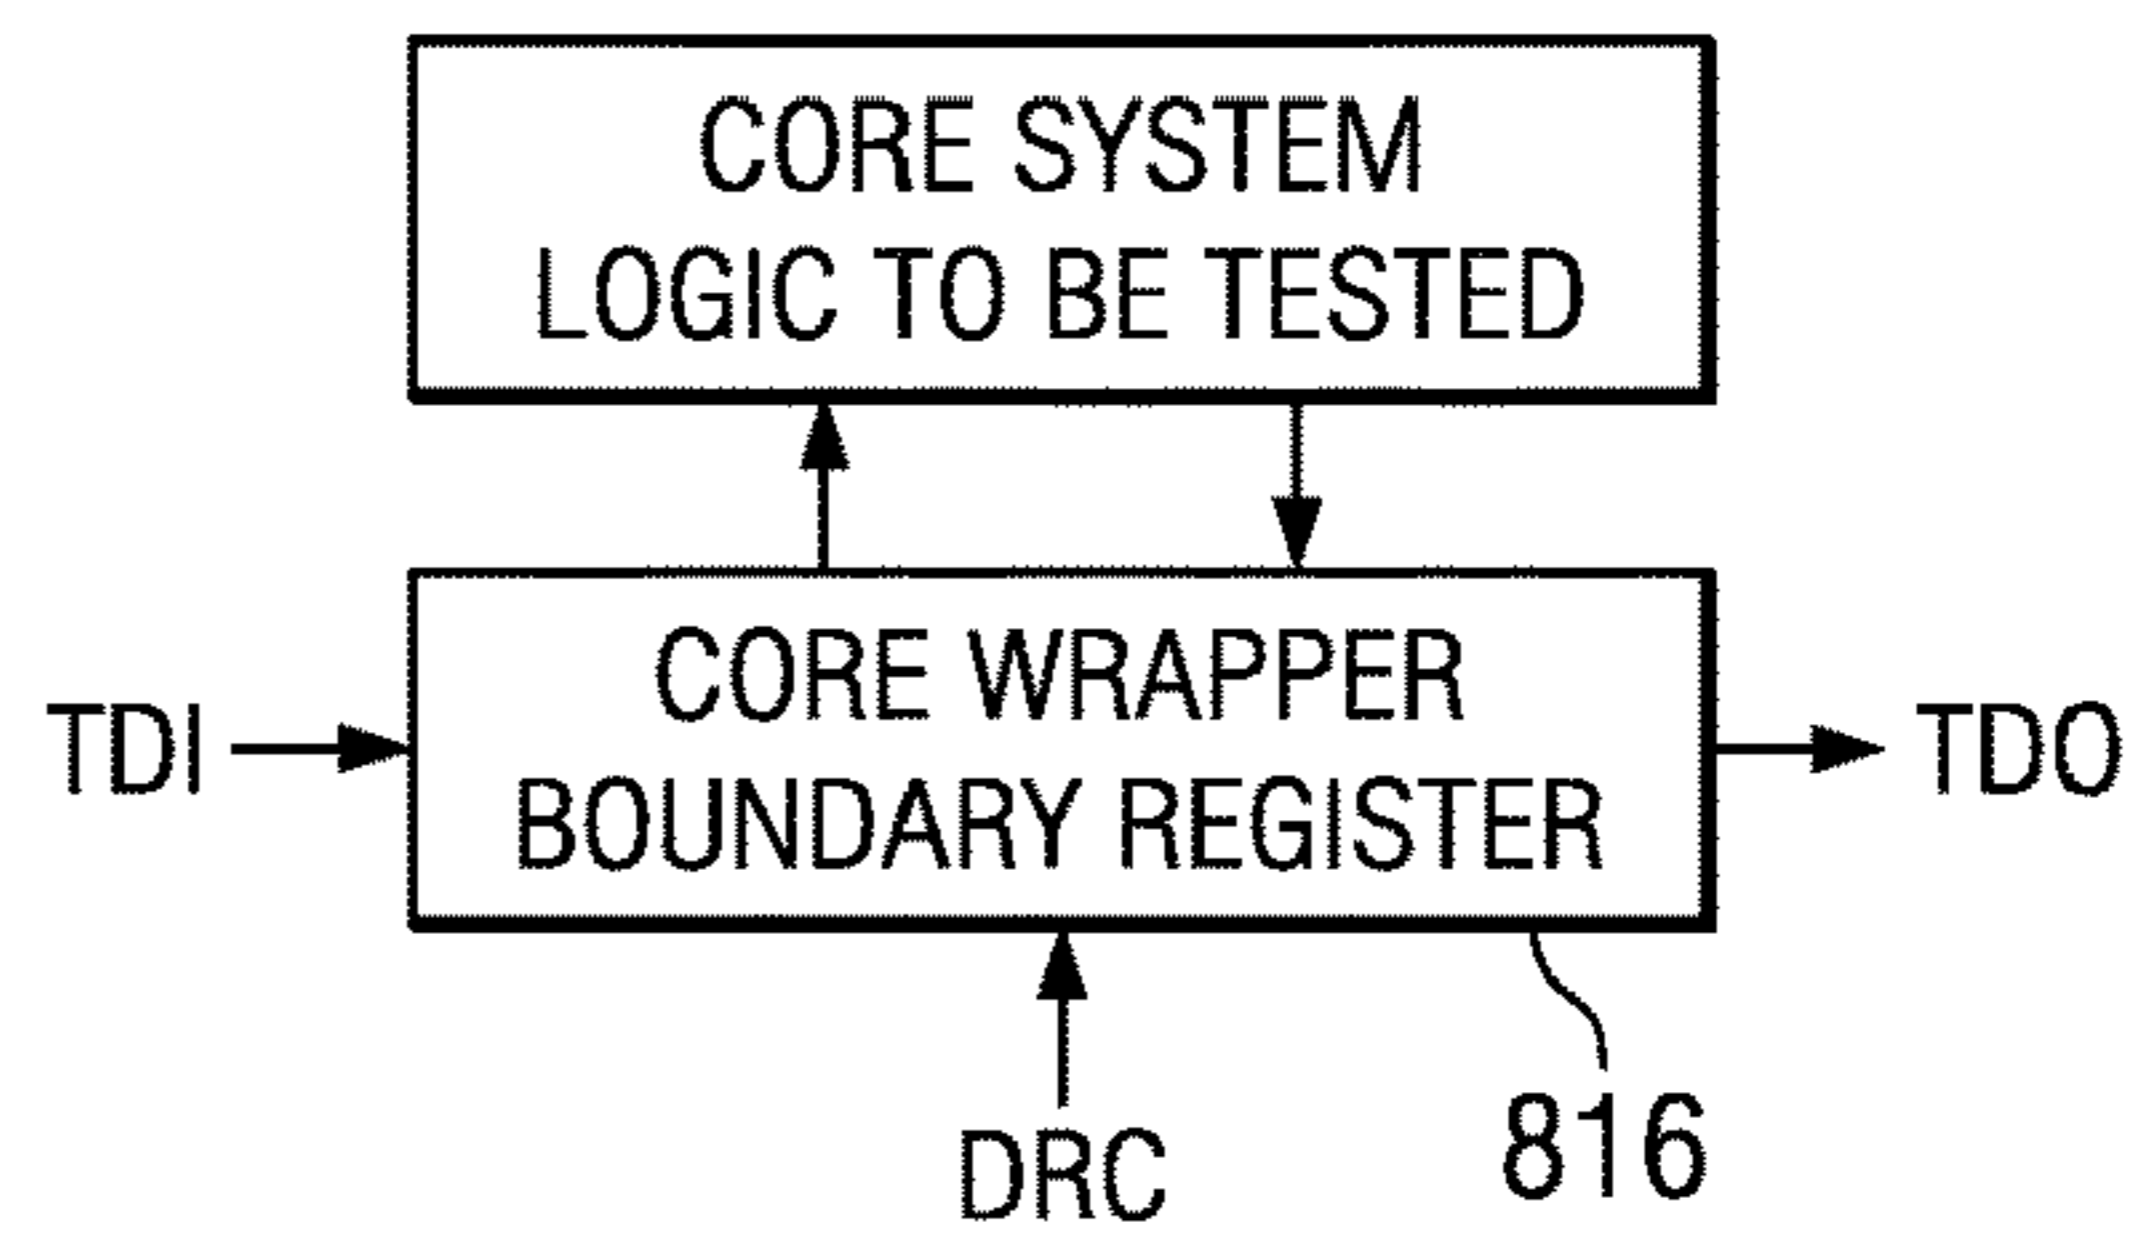 CORE SYSTEM
LOGIC TO BE TESTED
TDI
CORE WRAPPER
BOUNDARY REGISTER
TDO
DRC
816